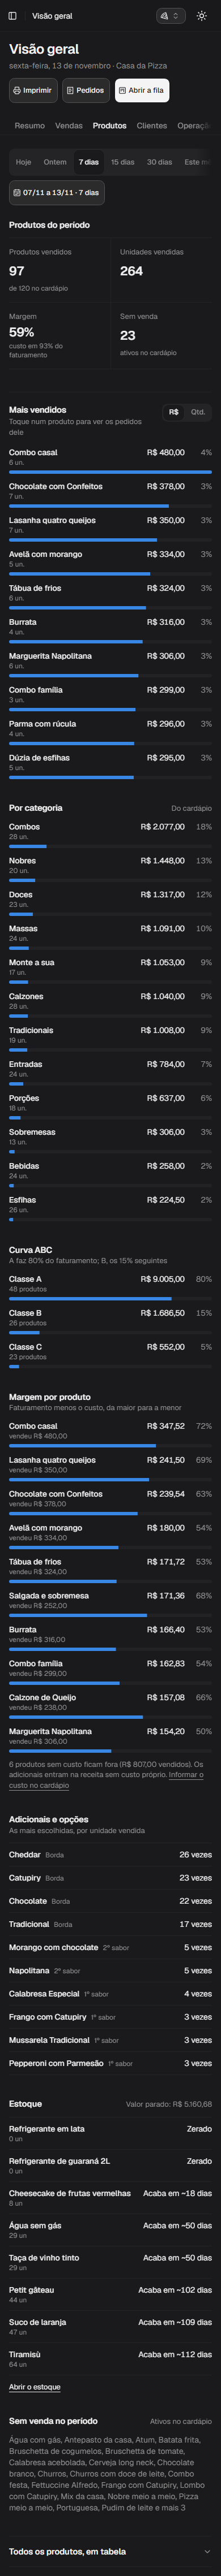 Visão geral
Visão geral
sexta-feira, 13 de novembro · Casa da Pizza
Imprimir Pedidos Abrir a fila
Resumo Vendas Produtos Clientes Operação
Hoje Ontem 7 dias 15 dias 30 dias Este m
07/11 a 13/11 · 7 dias
Produtos do período
Produtos vendidos Unidades vendidas
97 264
de 120 no cardápio
Margem Sem venda
59% 23
custo em 93% do
faturamento
ativos no cardápio
Mais vendidos R$ Qtd.
Toque num produto para ver os pedidos
dele
Combo casal R$ 480,00 4%
6 un.
Chocolate com Confeitos R$ 378,00 3%
7 un.
Lasanha quatro queijos R$ 350,00 3%
7 un.
Avelã com morango R$ 334,00 3%
5 un.
Tábua de frios R$ 324,00 3%
6 un.
Burrata R$ 316,00 3%
4 un.
Marguerita Napolitana R$ 306,00 3%
6 un.
Combo família R$ 299,00 3%
3 un.
Parma com rúcula R$ 296,00 3%
4 un.
Dúzia de esfihas R$ 295,00 3%
5 un.
Por categoria Do cardápio
Combos R$ 2.077,00 18%
28 un.
Nobres R$ 1.448,00 13%
20 un.
Doces R$ 1.317,00 12%
23 un.
Massas R$ 1.091,00 10%
24 un.
Monte a sua R$ 1.053,00 9%
17 un.
Calzones R$ 1.040,00 9%
28 un.
Tradicionais R$ 1.008,00 9%
19 un.
Entradas R$ 784,00 7%
24 un.
Porções R$ 637,00 6%
18 un.
Sobremesas R$ 306,00 3%
13 un.
Bebidas R$ 258,00 2%
24 un.
Esfihas R$ 224,50 2%
26 un.
Curva ABC
A faz 80% do faturamento; B, os 15% seguintes
Classe A R$ 9.005,00 80%
48 produtos
Classe B R$ 1.686,50 15%
26 produtos
Classe C R$ 552,00 5%
23 produtos
Margem por produto
Faturamento menos o custo, da maior para a menor
Combo casal R$ 347,52 72%
vendeu R$ 480,00
Lasanha quatro queijos R$ 241,50 69%
vendeu R$ 350,00
Chocolate com Confeitos R$ 239,54 63%
vendeu R$ 378,00
Avelã com morango R$ 180,00 54%
vendeu R$ 334,00
Tábua de frios R$ 171,72 53%
vendeu R$ 324,00
Salgada e sobremesa R$ 171,36 68%
vendeu R$ 252,00
Burrata R$ 166,40 53%
vendeu R$ 316,00
Combo família R$ 162,83 54%
vendeu R$ 299,00
Calzone de Queijo R$ 157,08 66%
vendeu R$ 238,00
Marguerita Napolitana R$ 154,20 50%
vendeu R$ 306,00
6 produtos sem custo ficam fora (R$ 807,00 vendidos). Os
adicionais entram na receita sem custo próprio. Informar o
custo no cardápio
Adicionais e opções
As mais escolhidas, por unidade vendida
Cheddar Borda 26 vezes
Catupiry Borda 23 vezes
Chocolate Borda 22 vezes
Tradicional Borda 17 vezes
Morango com chocolate 2º sabor 5 vezes
Napolitana 2º sabor 5 vezes
Calabresa Especial 1º sabor 4 vezes
Frango com Catupiry 1º sabor 3 vezes
Mussarela Tradicional 1º sabor 3 vezes
Pepperoni com Parmesão 1º sabor 3 vezes
Estoque Valor parado: R$ 5.160,68
Refrigerante em lata Zerado
0 un
Refrigerante de guaraná 2L Zerado
0 un
Cheesecake de frutas vermelhas Acaba em ~18 dias
8 un
Água sem gás Acaba em ~50 dias
29 un
Taça de vinho tinto Acaba em ~50 dias
29 un
Petit gâteau Acaba em ~102 dias
44 un
Suco de laranja Acaba em ~109 dias
47 un
Tiramisù Acaba em ~112 dias
64 un
Abrir o estoque
Sem venda no período Ativos no cardápio
Água com gás, Antepasto da casa, Atum, Batata frita,
Bruschetta de cogumelos, Bruschetta de tomate,
Calabresa acebolada, Cerveja long neck, Chocolate
branco, Churros, Churros com doce de leite, Combo
festa, Fettuccine Alfredo, Frango com Catupiry, Lombo
com Catupiry, Mix da casa, Nobre meio a meio, Pizza
meio a meio, Portuguesa, Pudim de leite e mais 3
Todos os produtos, em tabela